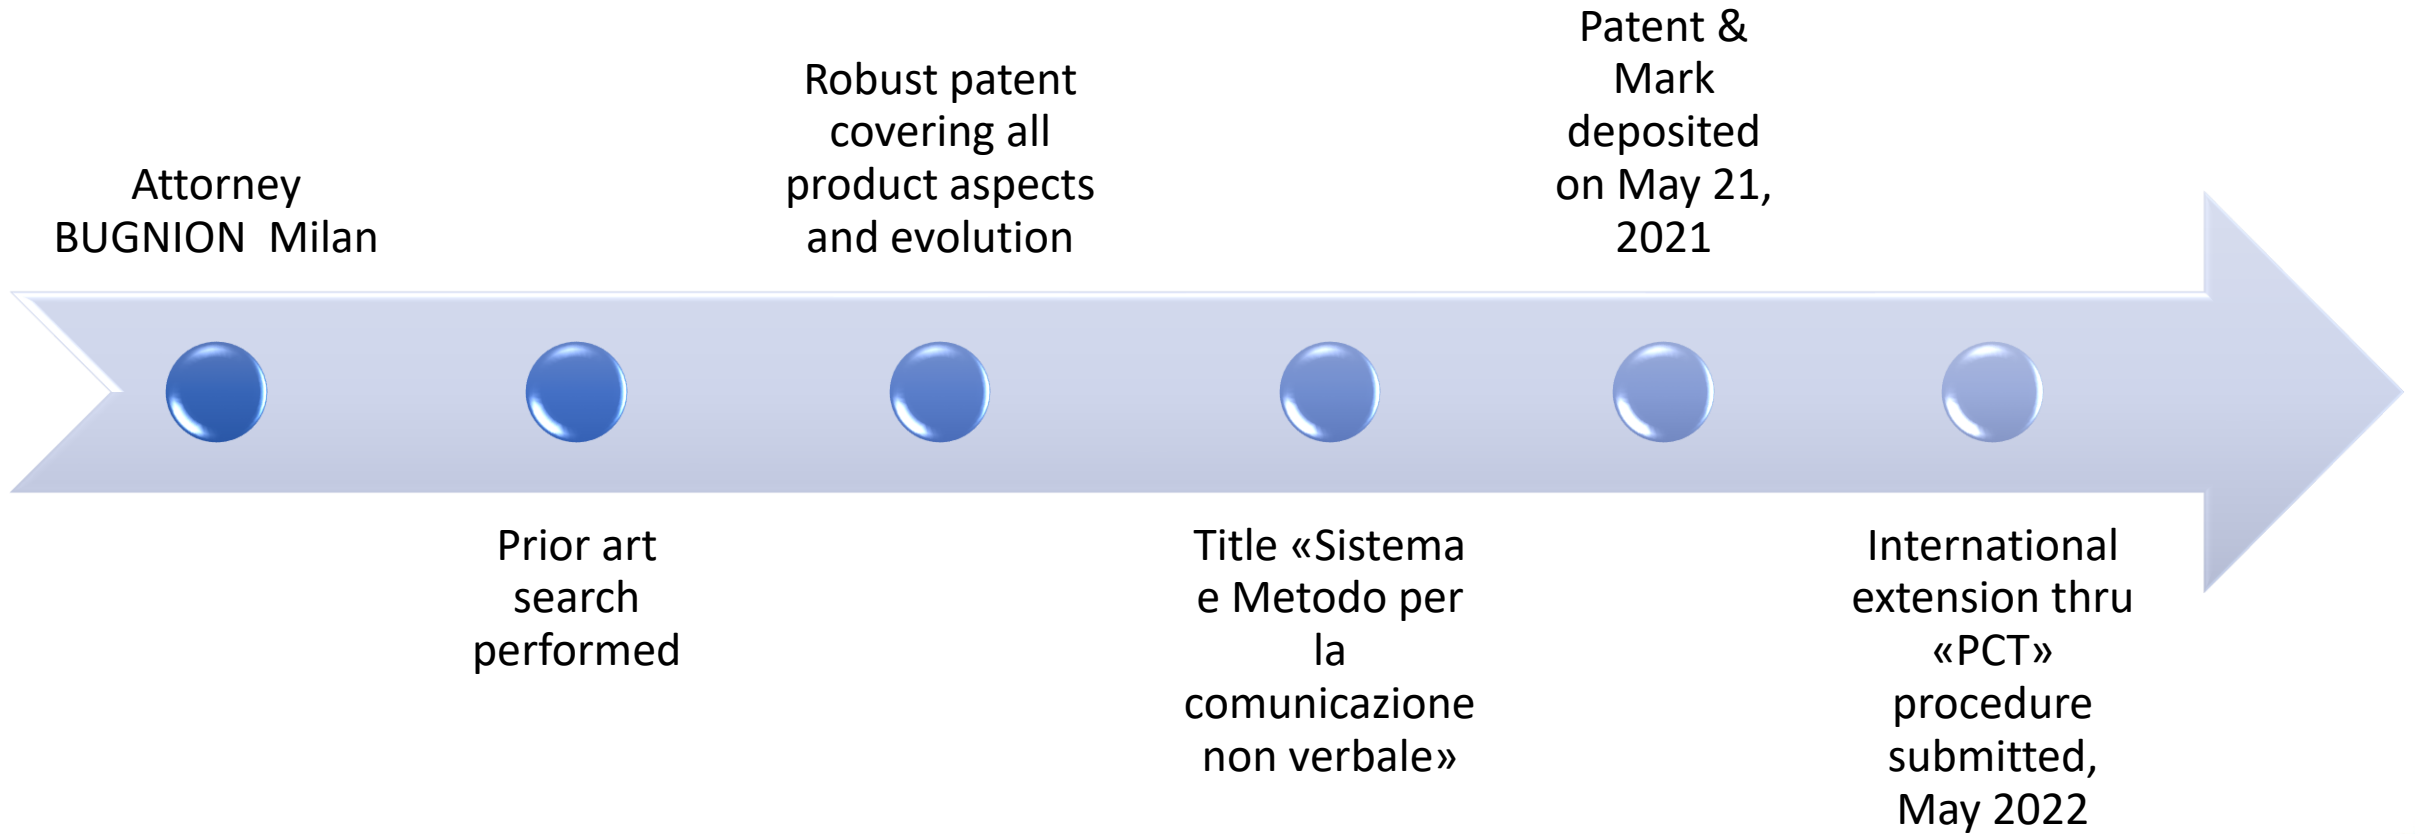 Attorney
BUGNION  Milan
Prior art
search
performed
Robust patent
covering all
product aspects
and evolution
Title «Sistema
e Metodo per
la
comunicazione
non verbale»
Patent &
Mark
deposited
on May 21,
2021
International
extension thru
«PCT»
procedure
submitted,
May 2022